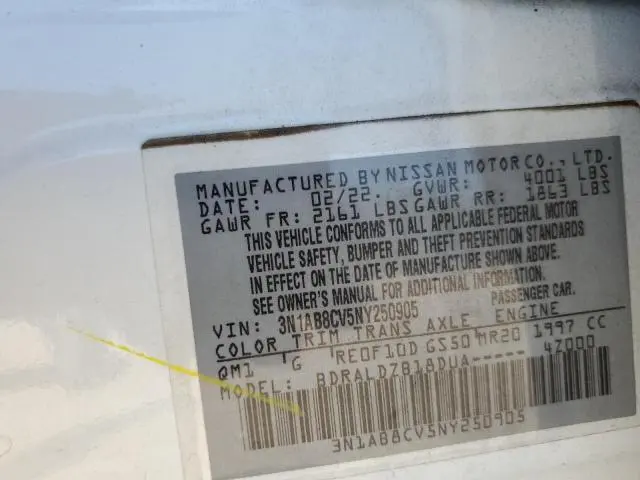 MANUFACTURED BY NISSAN MOTOR CO., LTD.
DATE: 02/22. GVWR: 4001 LBS
GAWR FR: 2161 LBS GAWR RR: 1863 LBS
THIS VEHICLE CONFORMS TO ALL APPLICABLE FEDERAL MOTOR
VEHICLE SAFETY, BUMPER AND THEFT PREVENTION STANDARDS
IN EFFECT ON THE DATE OF MANUFACTURE SHOWN ABOVE.
SEE OWNER'S MANUAL FOR ADDITIONAL INFORMATION.
VIN: 3N1AB8CV5NY250905 PASSENGER CAR.
COLOR TRIM TRANS AXLE ENGINE
QM1 'G RE0F10D GS50 MR20 1997 CC
MODEL: BDRALDZB18DUA----- 4Z000
3N1AB8CV5NY250905